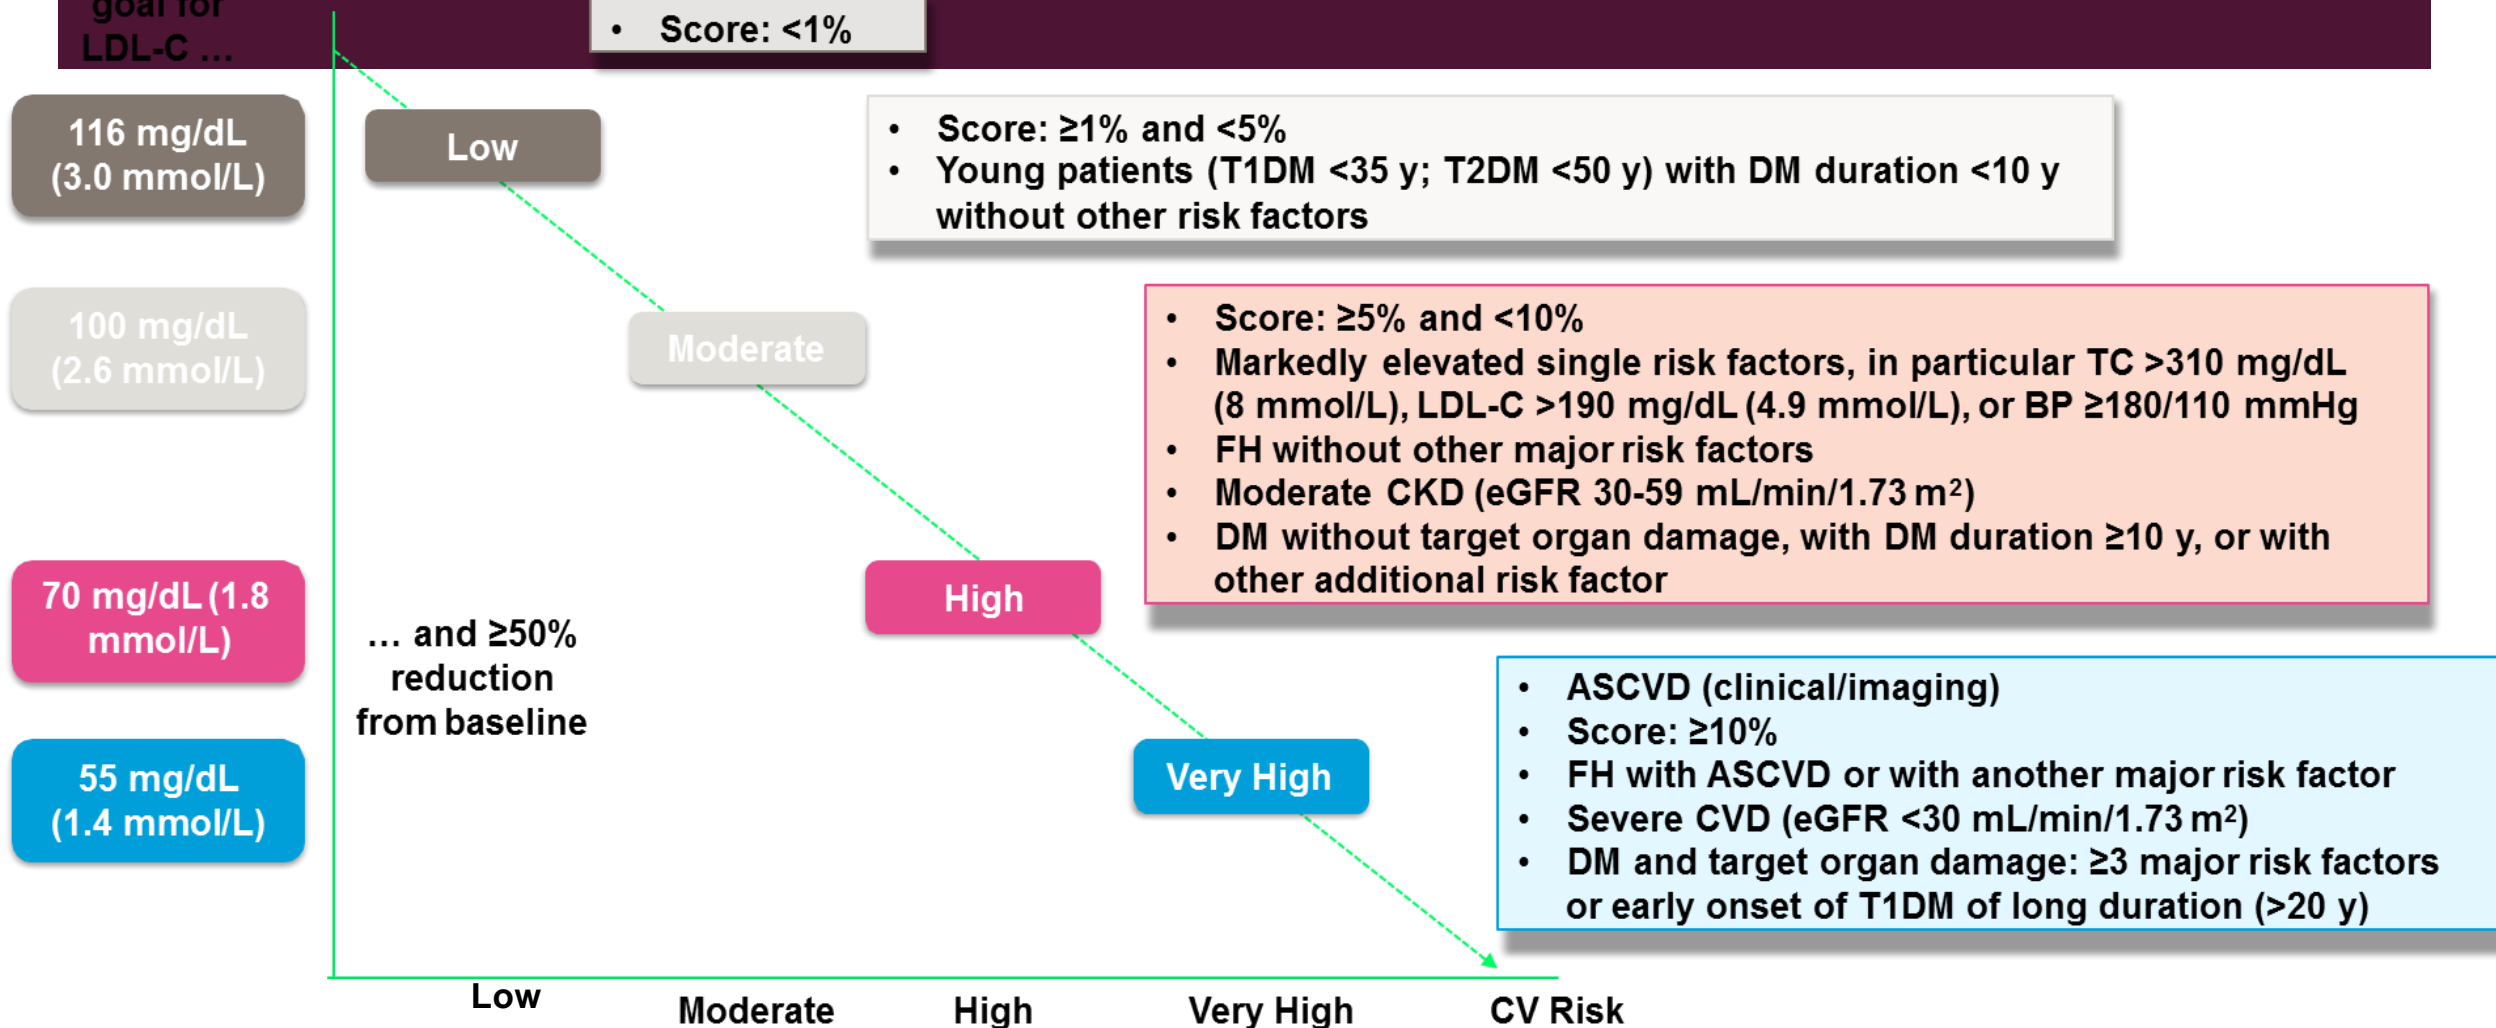 goal for
LDL-C ...
• Score: <1%
116 mg/dL
(3.0 mmol/L)
Low
• Score: ≥1% and <5%
• Young patients (T1DM <35 y; T2DM <50 y) with DM duration <10 y
without other risk factors
100 mg/dL
(2.6 mmol/L)
Moderate
• Score: ≥5% and <10%
• Markedly elevated single risk factors, in particular TC >310 mg/dL
(8 mmol/L), LDL-C >190 mg/dL (4.9 mmol/L), or BP ≥180/110 mmHg
• FH without other major risk factors
• Moderate CKD (eGFR 30-59 mL/min/1.73 m²)
• DM without target organ damage, with DM duration ≥10 y, or with
other additional risk factor
70 mg/dL (1.8
mmol/L)
High
... and ≥50%
reduction
from baseline
55 mg/dL
(1.4 mmol/L)
Very High
• ASCVD (clinical/imaging)
• Score: ≥10%
• FH with ASCVD or with another major risk factor
• Severe CVD (eGFR <30 mL/min/1.73 m²)
• DM and target organ damage: ≥3 major risk factors
or early onset of T1DM of long duration (>20 y)
Low
Moderate
High
Very High
CV Risk